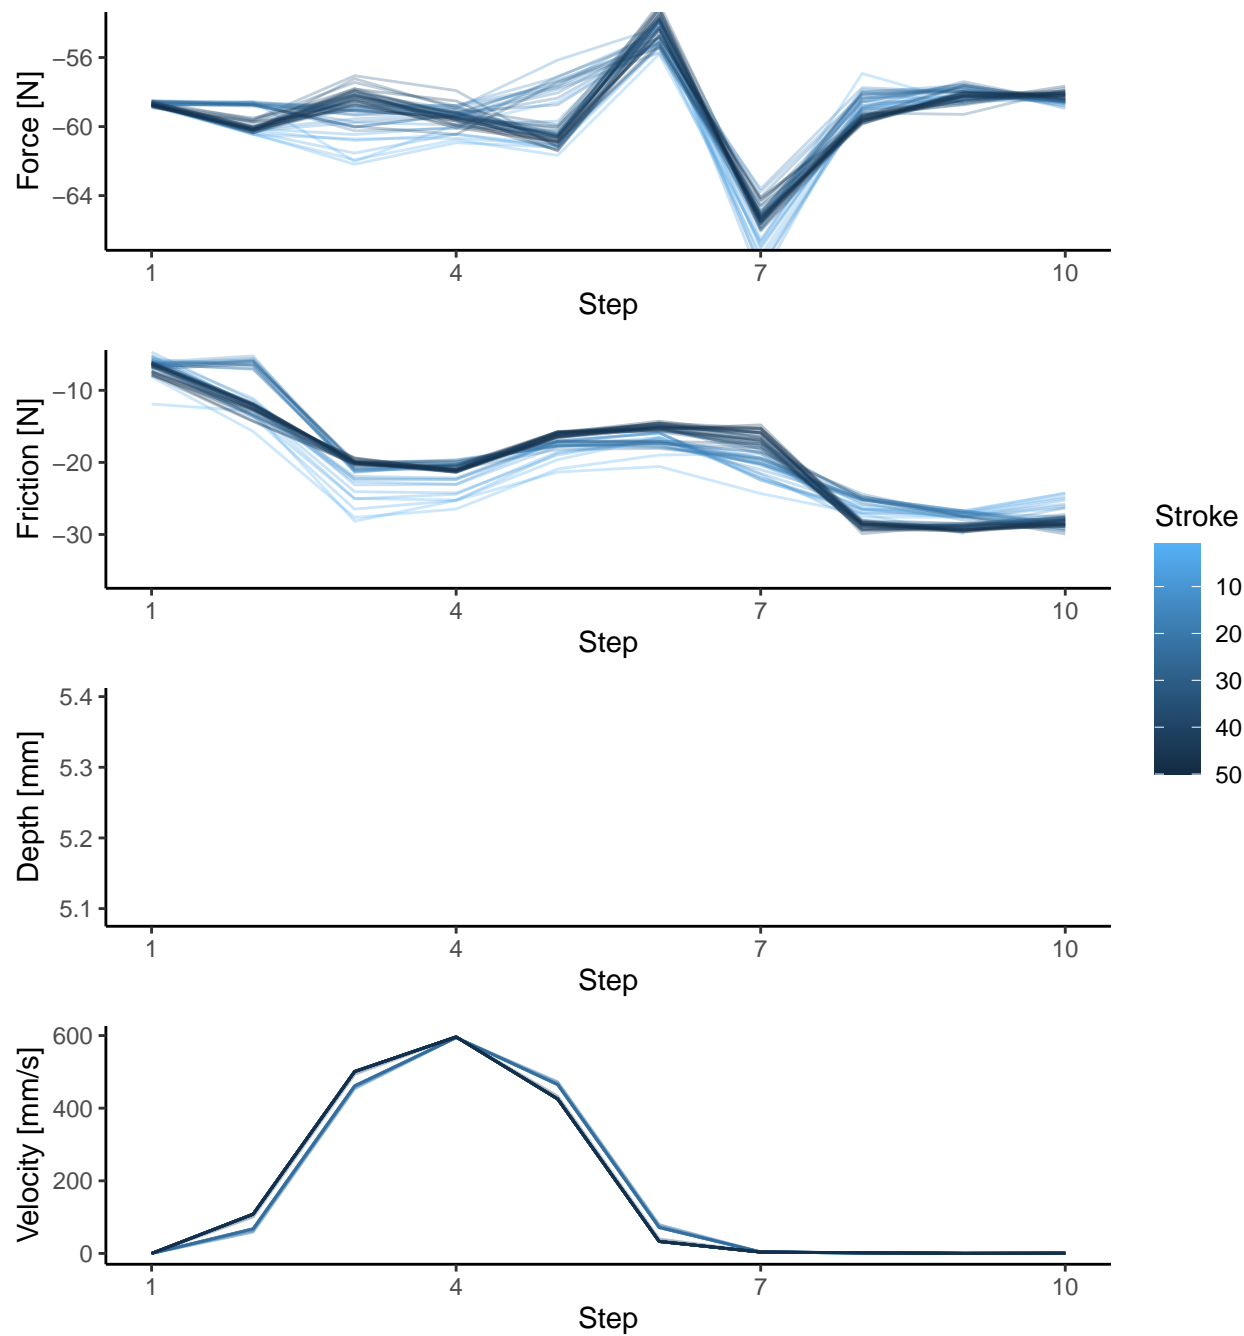 Force [N]
−56
−60
−64
1 4 7 10
Step
Friction [N]
−10
−20
−30
1 4 7 10
Step
Depth [mm]
5.4
5.3
5.2
5.1
1 4 7 10
Step
Velocity [mm/s]
600
400
200
0
1 4 7 10
Step
Stroke
10
20
30
40
50